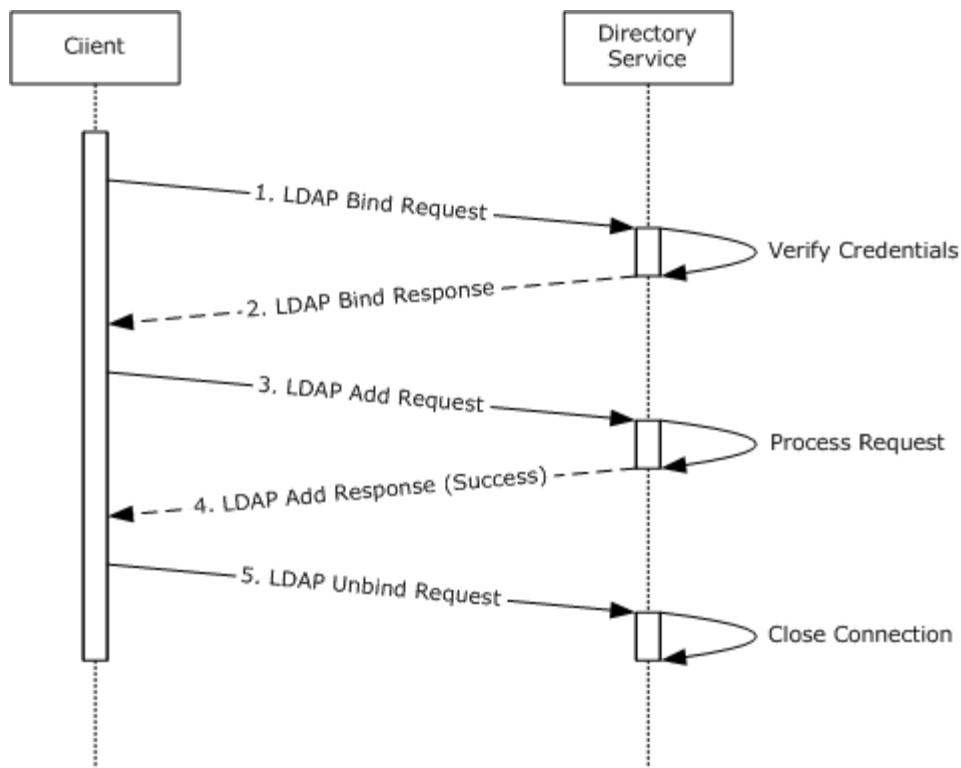 Ciient
Directory
Service
1. LDAP Bind Request
Verify Credentials
2. LDAP Bind Response
3. LDAP Add Request
Process Request
4. LDAP Add Response (Success)
5. LDAP Unbind Request
Close Connection